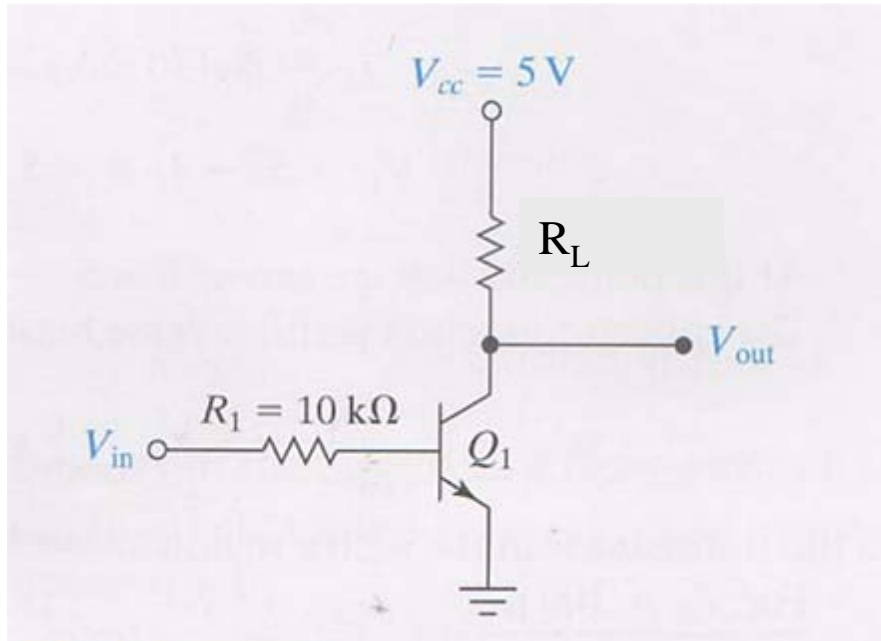 V_cc = 5 V
R_L
V_out
R_1 = 10 kΩ
V_in
Q_1